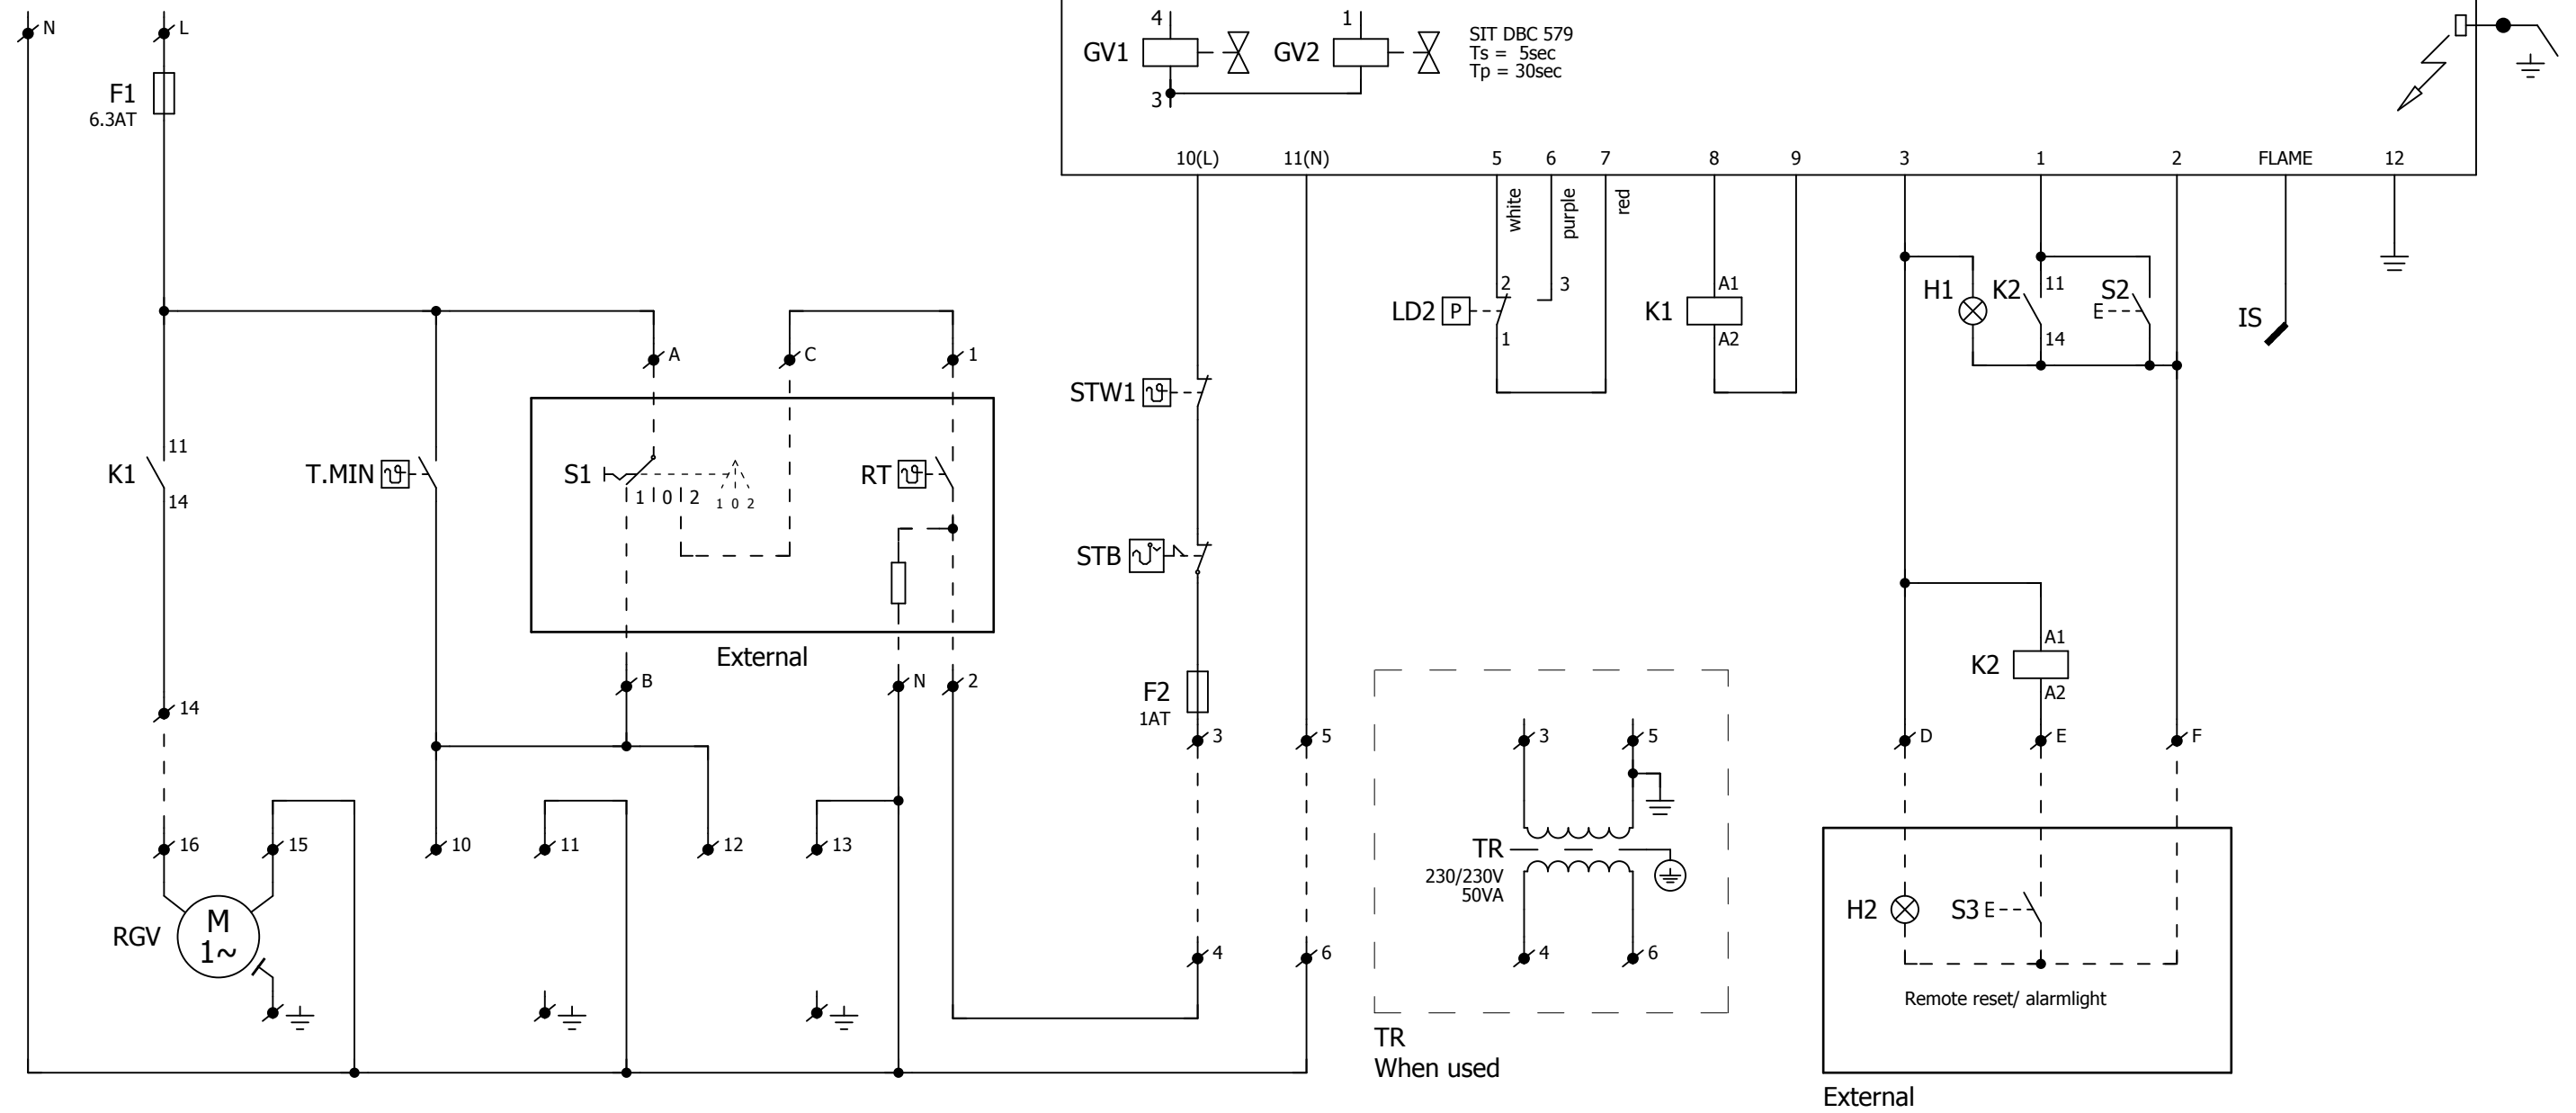 N
L
F1
6.3AT
4
GV1
3
1
GV2
SIT DBC 579
Ts = 5sec
Tp = 30sec
10(L)
11(N)
5
6
7
8
9
3
1
2
FLAME
12
white
purple
red
A
C
1
K1
11
14
T.MIN
S1
1 0 2
1 0 2
RT
External
B
N
2
14
16
15
10
11
12
13
RGV
M
1~
STW1
STB
F2
1AT
3
5
4
6
LD2
P
2
3
1
K1
A1
A2
H1
K2
11
14
S2
E
IS
K2
A1
A2
D
E
F
3
5
TR
230/230V
50VA
4
6
TR
When used
H2
S3
E
Remote reset/ alarmlight
External